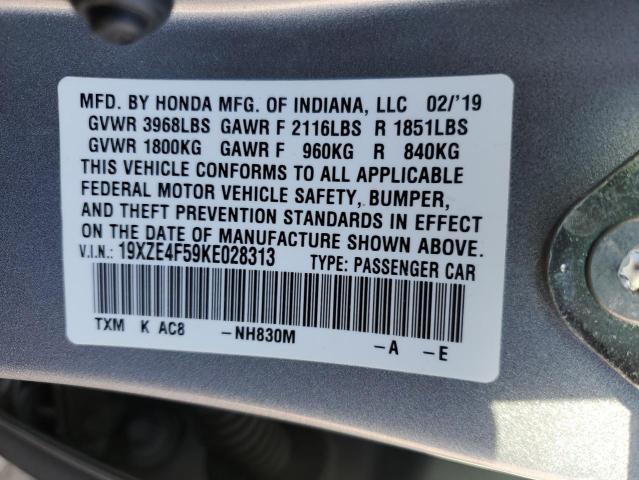 MFD. BY HONDA MFG. OF INDIANA, LLC 02/'19
GVWR 3968LBS GAWR F 2116LBS R 1851LBS
GVWR 1800KG GAWR F 960KG R 840KG
THIS VEHICLE CONFORMS TO ALL APPLICABLE
FEDERAL MOTOR VEHICLE SAFETY, BUMPER,
AND THEFT PREVENTION STANDARDS IN EFFECT
ON THE DATE OF MANUFACTURE SHOWN ABOVE.
V.I.N.: 19XZE4F59KE028313 TYPE: PASSENGER CAR
TXM K AC8 -NH830M -A -E